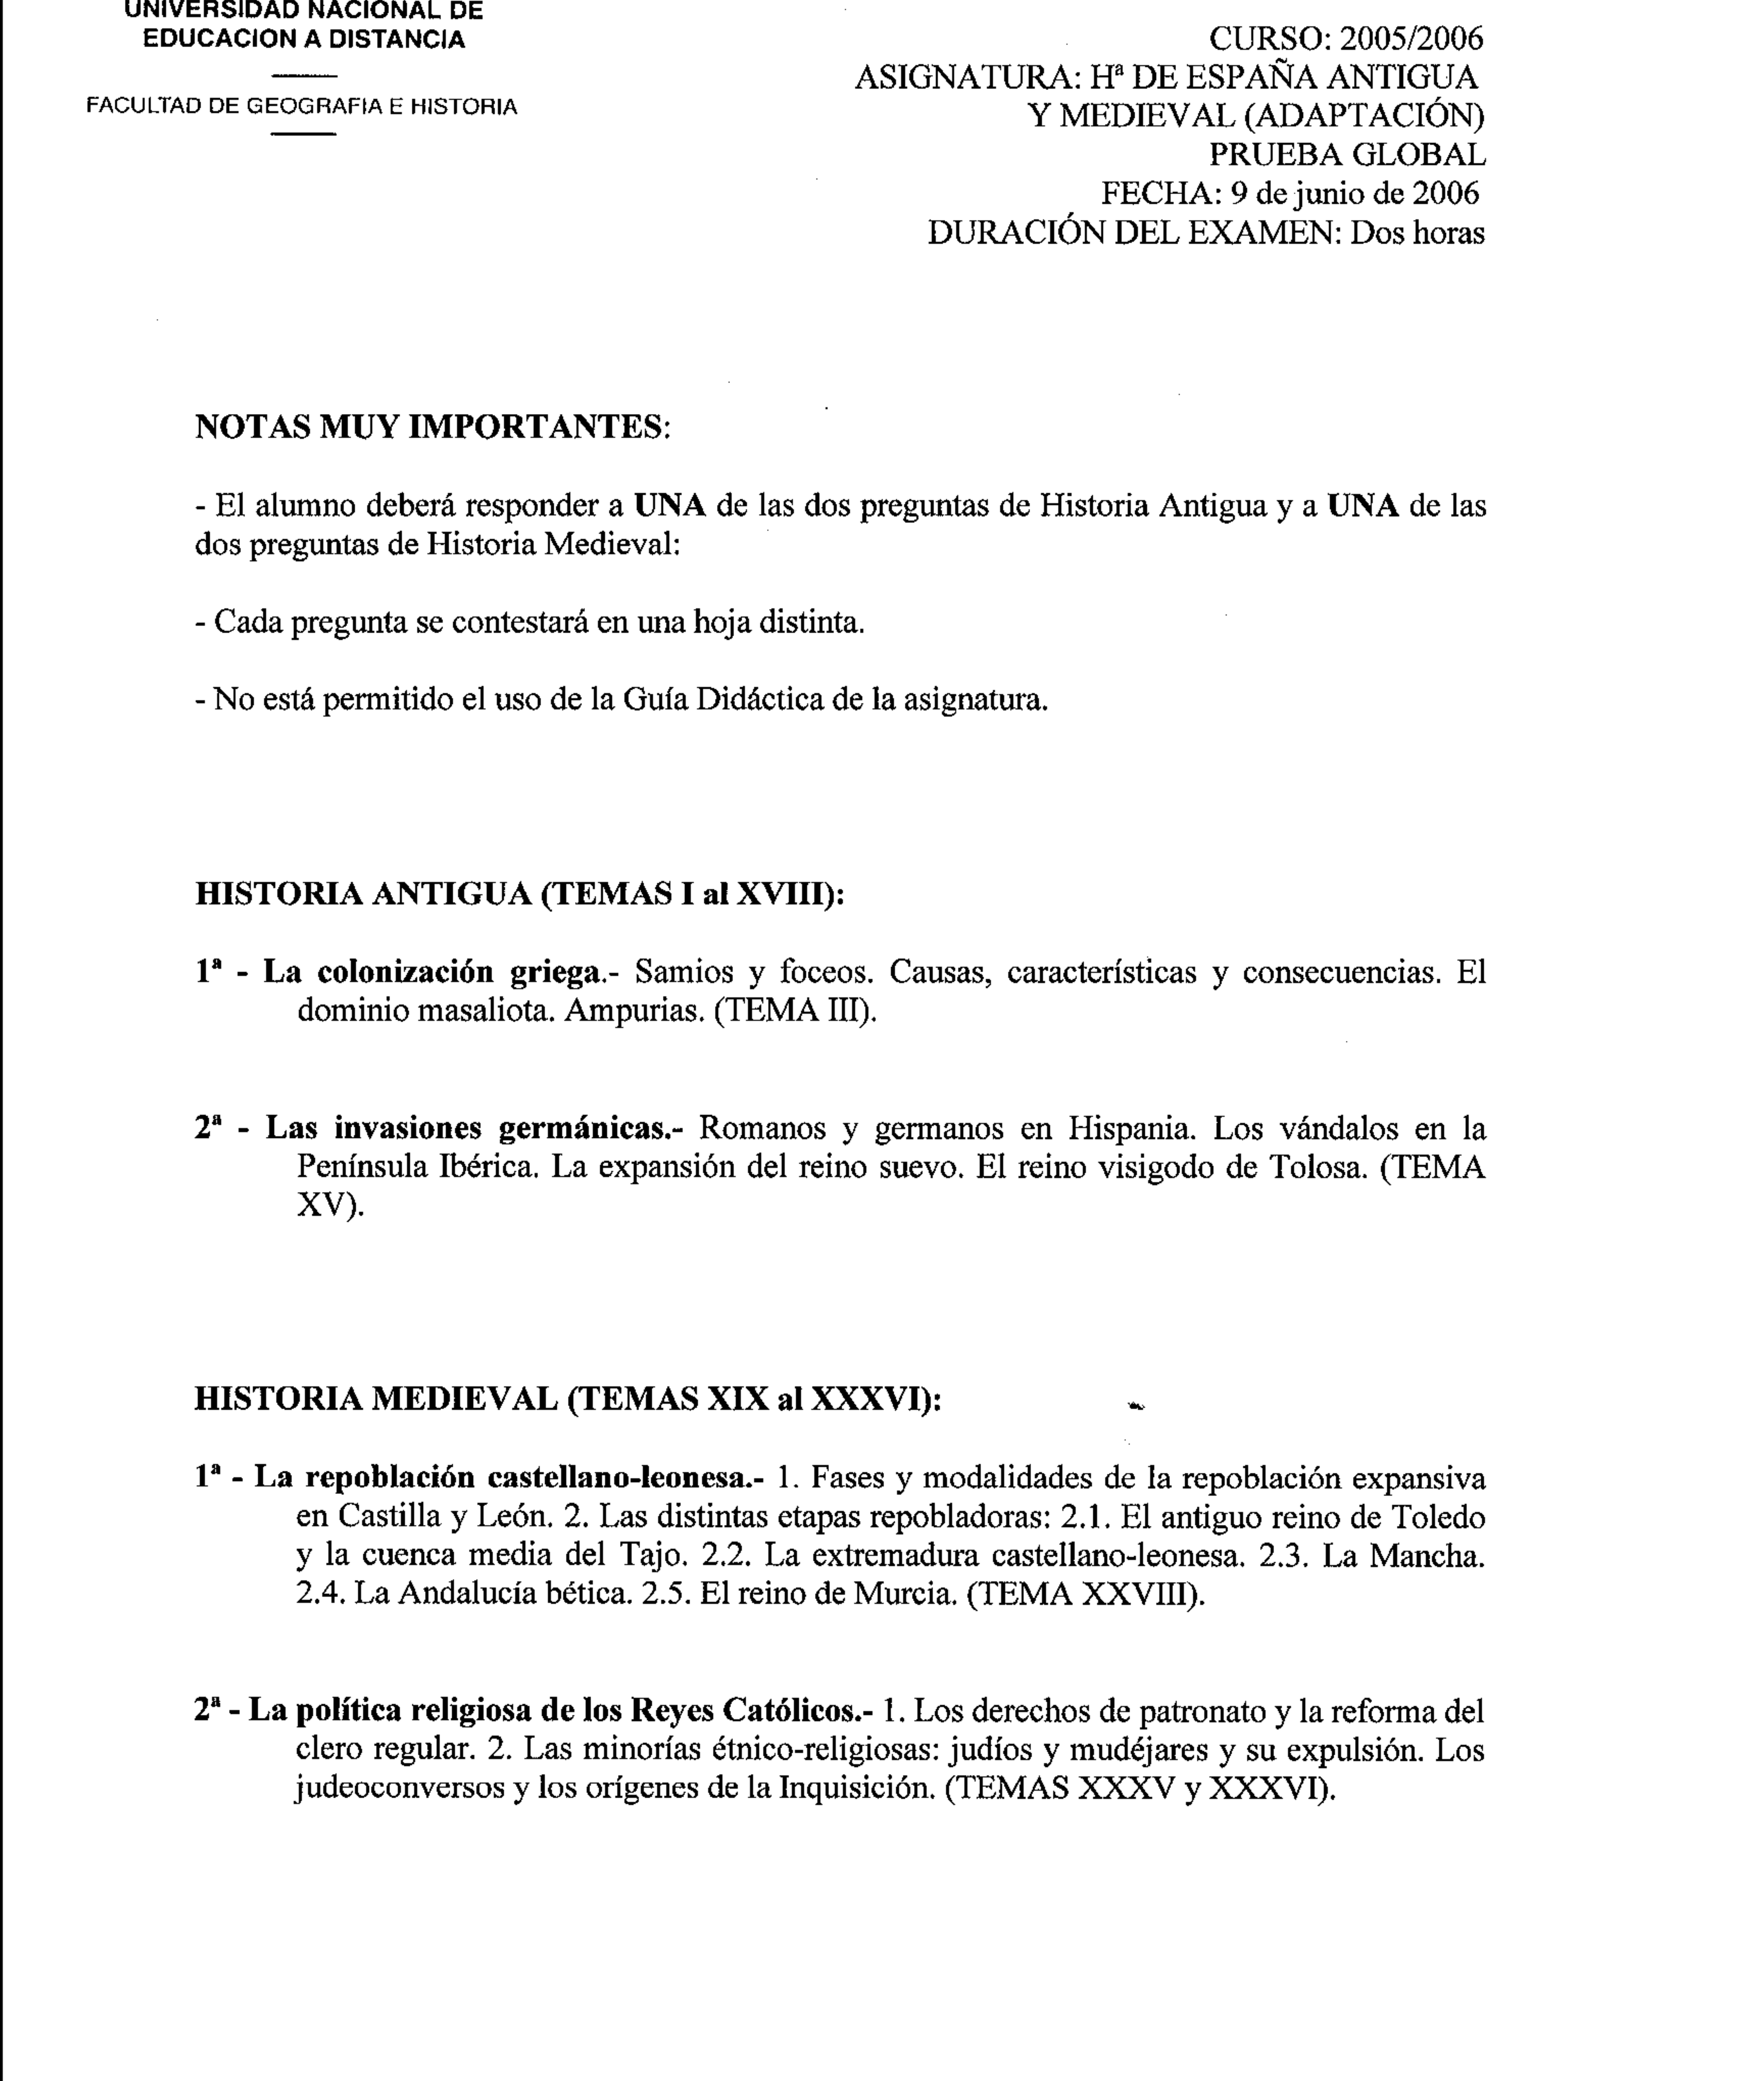 UNIVERSIDAD NACIONAL DE
EDUCACION A DISTANCIA
FACULTAD DE GEOGRAFIA E HISTORIA
CURSO: 2005/2006
ASIGNATURA: Hª DE ESPAÑA ANTIGUA
Y MEDIEVAL (ADAPTACIÓN)
PRUEBA GLOBAL
FECHA: 9 de junio de 2006
DURACIÓN DEL EXAMEN: Dos horas
NOTAS MUY IMPORTANTES:
- El alumno deberá responder a UNA de las dos preguntas de Historia Antigua y a UNA de las
dos preguntas de Historia Medieval:
- Cada pregunta se contestará en una hoja distinta.
- No está permitido el uso de la Guía Didáctica de la asignatura.
HISTORIA ANTIGUA (TEMAS I al XVIII):
1ª - La colonización griega.- Samios y foceos. Causas, características y consecuencias. El
dominio masaliota. Ampurias. (TEMA III).
2ª - Las invasiones germánicas.- Romanos y germanos en Hispania. Los vándalos en la
Península Ibérica. La expansión del reino suevo. El reino visigodo de Tolosa. (TEMA
XV).
HISTORIA MEDIEVAL (TEMAS XIX al XXXVI):
1ª - La repoblación castellano-leonesa.- 1. Fases y modalidades de la repoblación expansiva
en Castilla y León. 2. Las distintas etapas repobladoras: 2.1. El antiguo reino de Toledo
y la cuenca media del Tajo. 2.2. La extremadura castellano-leonesa. 2.3. La Mancha.
2.4. La Andalucía bética. 2.5. El reino de Murcia. (TEMA XXVIII).
2ª - La política religiosa de los Reyes Católicos.- 1. Los derechos de patronato y la reforma del
clero regular. 2. Las minorías étnico-religiosas: judíos y mudéjares y su expulsión. Los
judeoconversos y los orígenes de la Inquisición. (TEMAS XXXV y XXXVI).